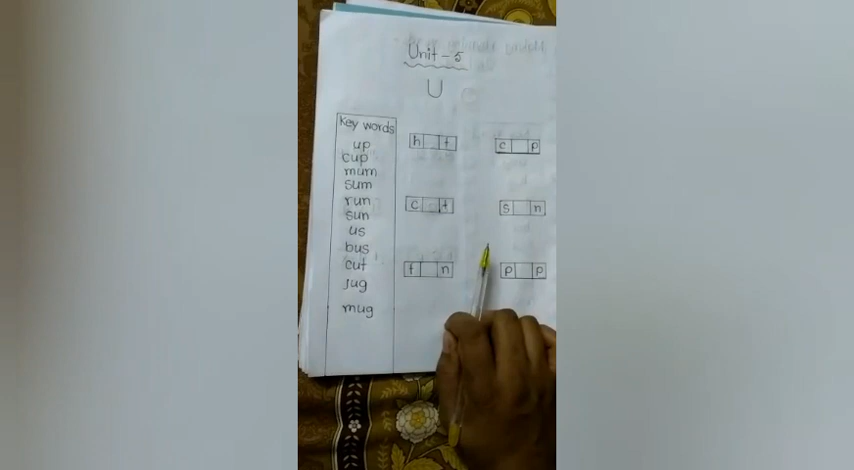 Unit - 5
U
key words
up
cup
mum
sum
run
sun
us
bus
cut
Jug
mug
h t
c p
c t
s n
t n
p p